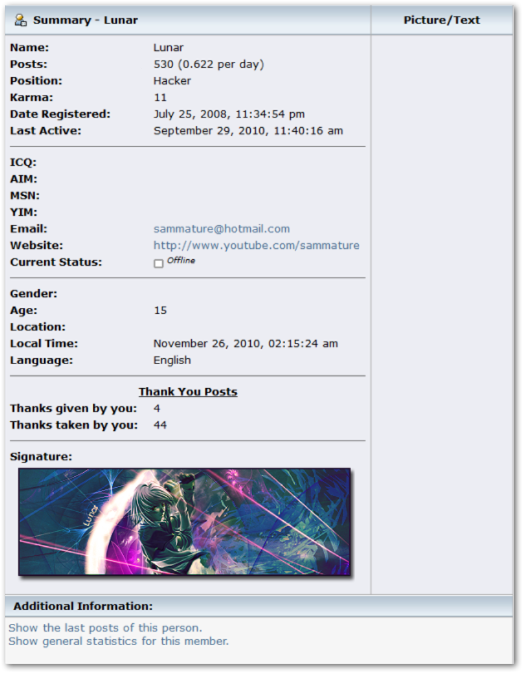 Summary - Lunar Picture/Text
Name: Lunar
Posts: 530 (0.622 per day)
Position: Hacker
Karma: 11
Date Registered: July 25, 2008, 11:34:54 pm
Last Active: September 29, 2010, 11:40:16 am
ICQ:
AIM:
MSN:
YIM:
Email: sammature@hotmail.com
Website: http://www.youtube.com/sammature
Current Status: Offline
Gender:
Age: 15
Location:
Local Time: November 26, 2010, 02:15:24 am
Language: English
Thank You Posts
Thanks given by you: 4
Thanks taken by you: 44
Signature:
Lunar
Additional Information:
Show the last posts of this person.
Show general statistics for this member.